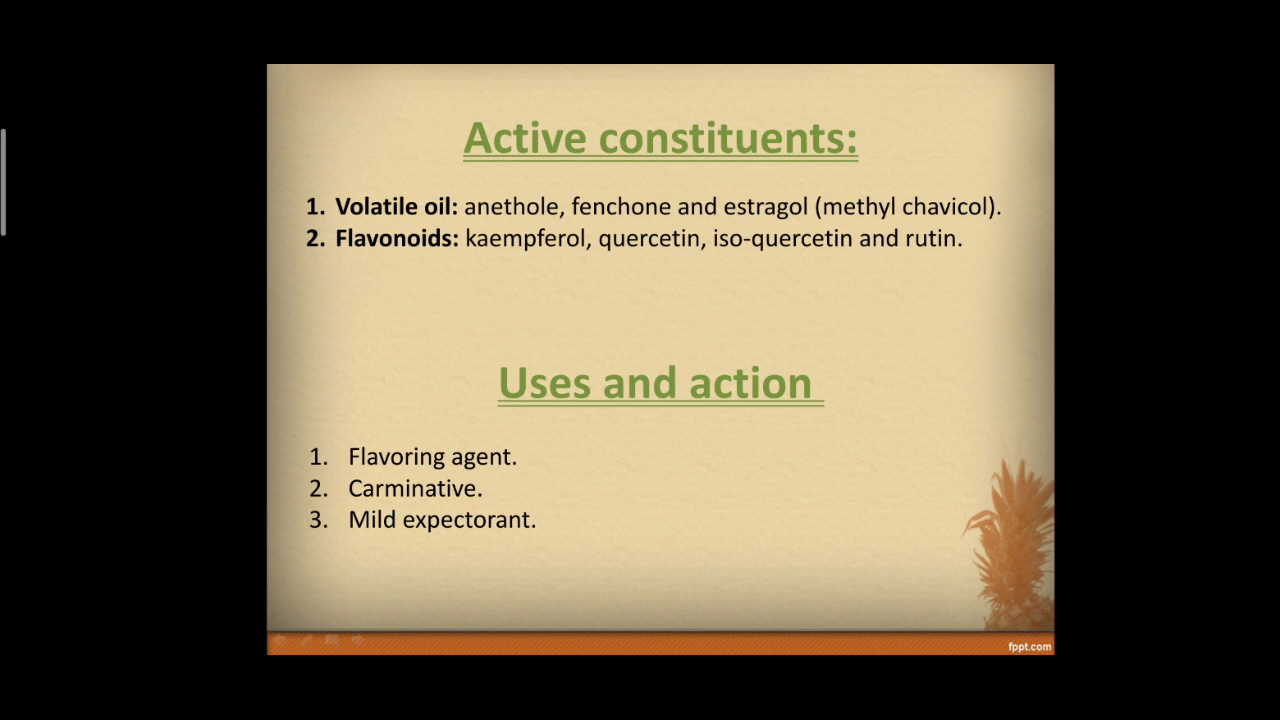 Active constituents:
1. Volatile oil: anethole, fenchone and estragol (methyl chavicol).
2. Flavonoids: kaempferol, quercetin, iso-quercetin and rutin.
Uses and action
1. Flavoring agent.
2. Carminative.
3. Mild expectorant.
fppt.com